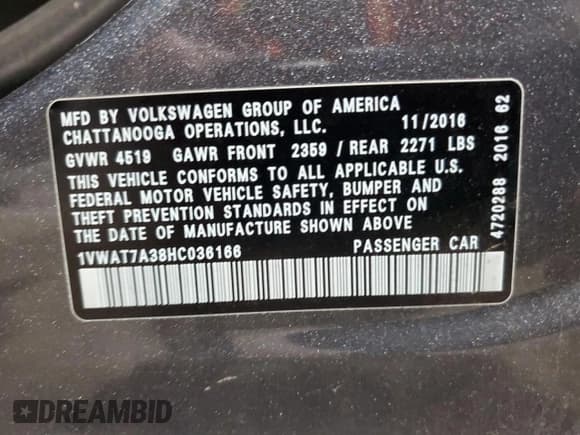 MFD BY VOLKSWAGEN GROUP OF AMERICA
CHATTANOOGA OPERATIONS, LLC. 11/2016
GVWR 4519 GAWR FRONT 2359 / REAR 2271 LBS
THIS VEHICLE CONFORMS TO ALL APPLICABLE U.S.
FEDERAL MOTOR VEHICLE SAFETY, BUMPER AND
THEFT PREVENTION STANDARDS IN EFFECT ON
THE DATE OF MANUFACTURE SHOWN ABOVE
1VWAT7A38HC036166 PASSENGER CAR
4720288 2016 62
DREAMBID